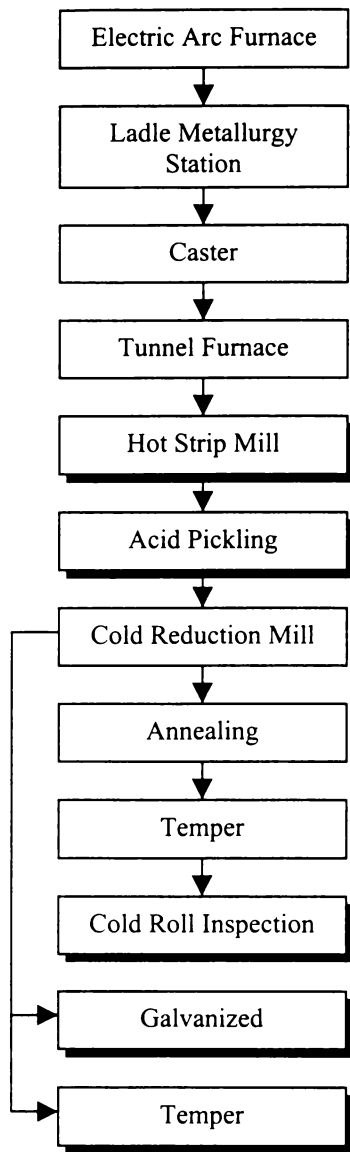 Electric Arc Furnace
Ladle Metallurgy
Station
Caster
Tunnel Furnace
Hot Strip Mill
Acid Pickling
Cold Reduction Mill
Annealing
Temper
Cold Roll Inspection
Galvanized
Temper